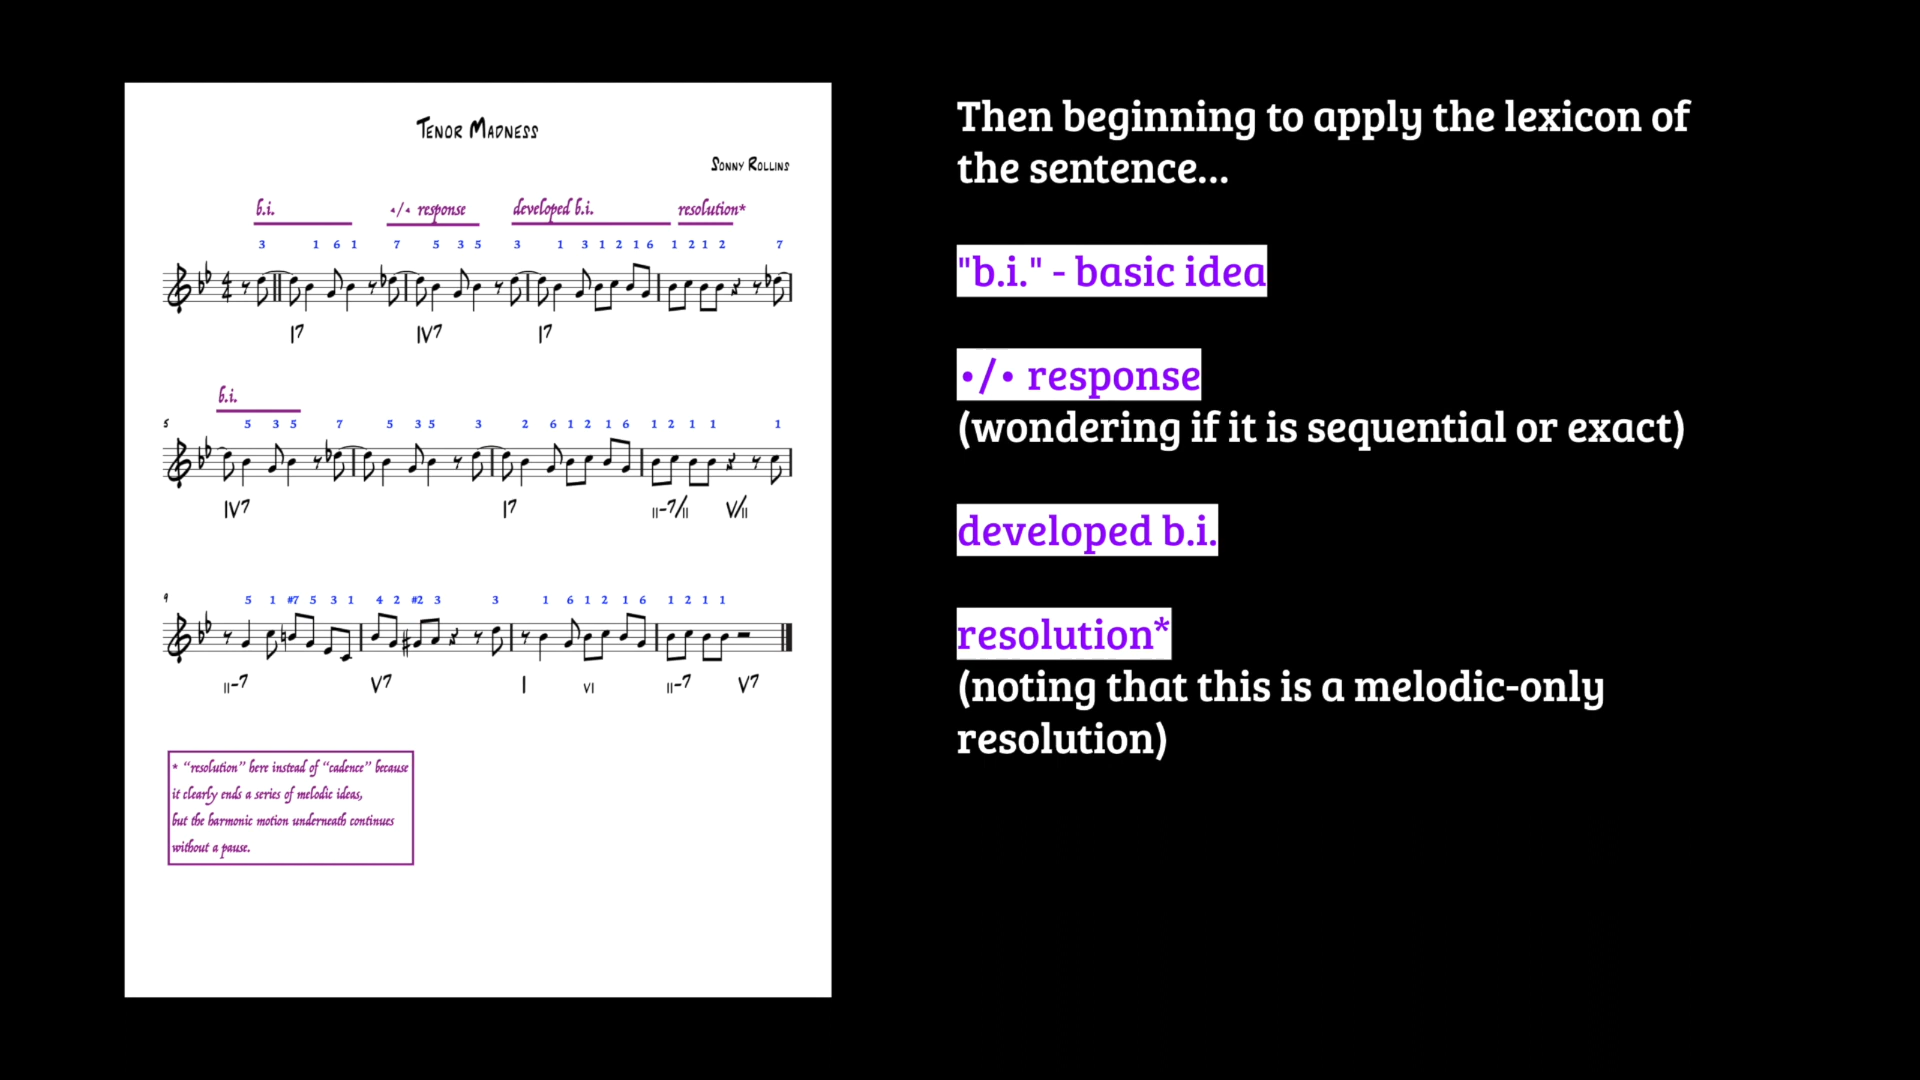 Tenor Madness
Sonny Rollins
b.i. •/• response developed b.i. resolution*
3 1 6 1 7 5 3 5 3 1 3 1 2 1 6 1 2 1 2 7
4
4
I7 IV7 I7
b.i.
5 5 3 5 7 5 3 5 3 2 6 1 2 1 6 1 2 1 1 1
IV7 I7 II-7/II V/II
9 5 1 #7 5 3 1 4 2 #2 3 3 1 6 1 2 1 6 1 2 1 1
II-7 V7 I VI II-7 V7
* “resolution” here instead of “cadence” because
it clearly ends a series of melodic ideas,
but the harmonic motion underneath continues
without a pause.
Then beginning to apply the lexicon of
the sentence...
"b.i." - basic idea
•/• response
(wondering if it is sequential or exact)
developed b.i.
resolution*
(noting that this is a melodic-only
resolution)